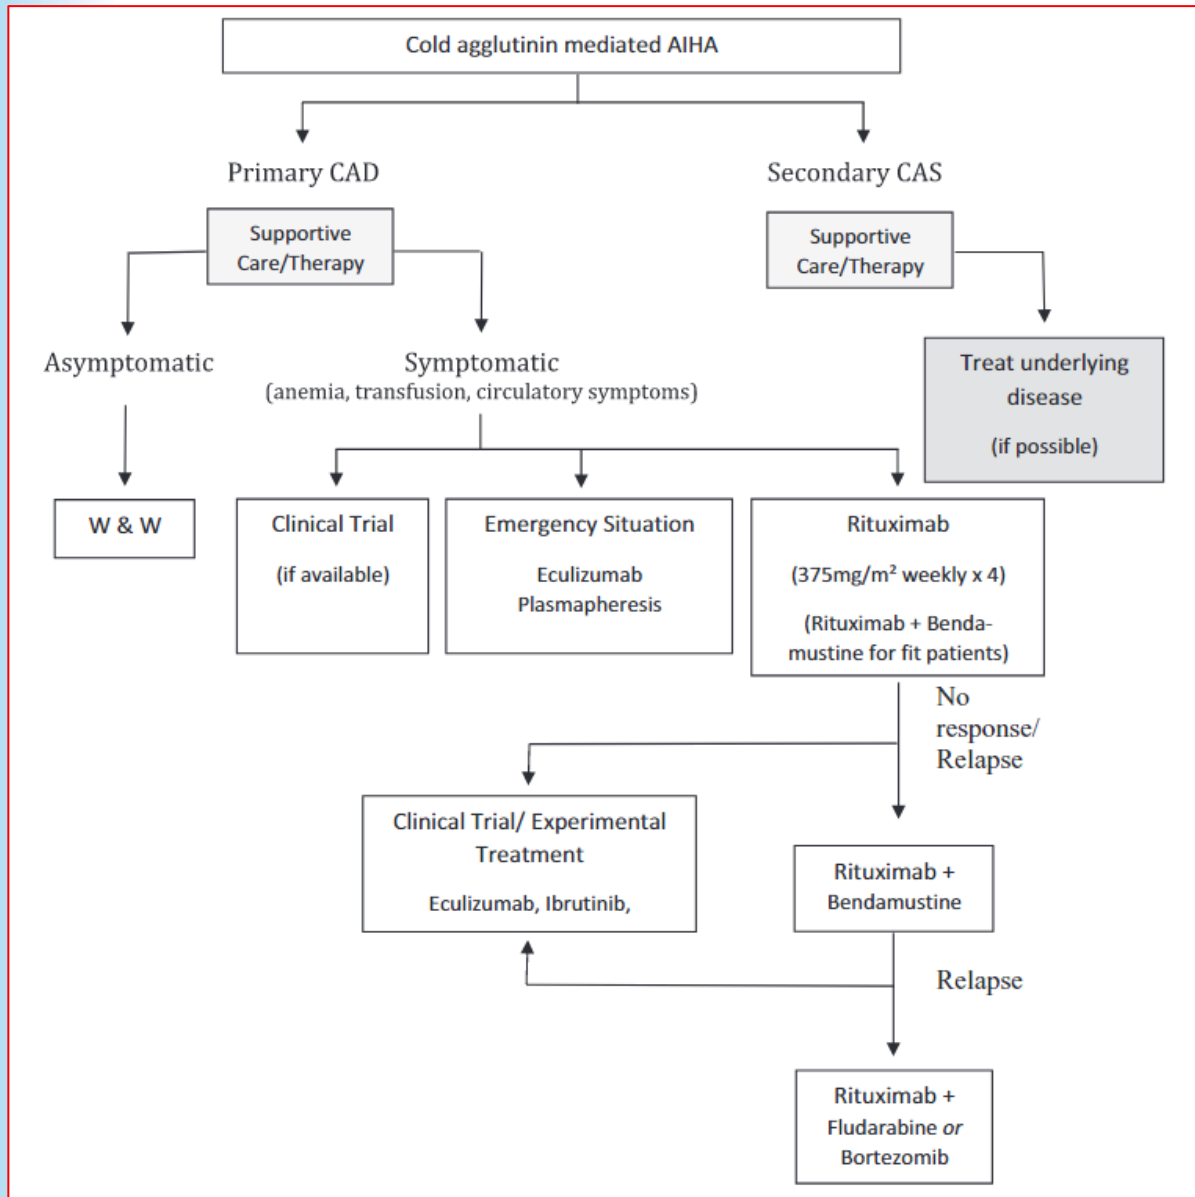 Cold agglutinin mediated AIHA
Primary CAD
Secondary CAS
Supportive
Care/Therapy
Supportive
Care/Therapy
Asymptomatic
Symptomatic
(anemia, transfusion, circulatory symptoms)
Treat underlying
disease
(if possible)
W & W
Clinical Trial
(if available)
Emergency Situation
Eculizumab
Plasmapheresis
Rituximab
(375mg/m² weekly x 4)
(Rituximab + Benda-
mustine for fit patients)
No
response/
Relapse
Clinical Trial/ Experimental
Treatment
Eculizumab, Ibrutinib,
Rituximab +
Bendamustine
Relapse
Rituximab +
Fludarabine or
Bortezomib